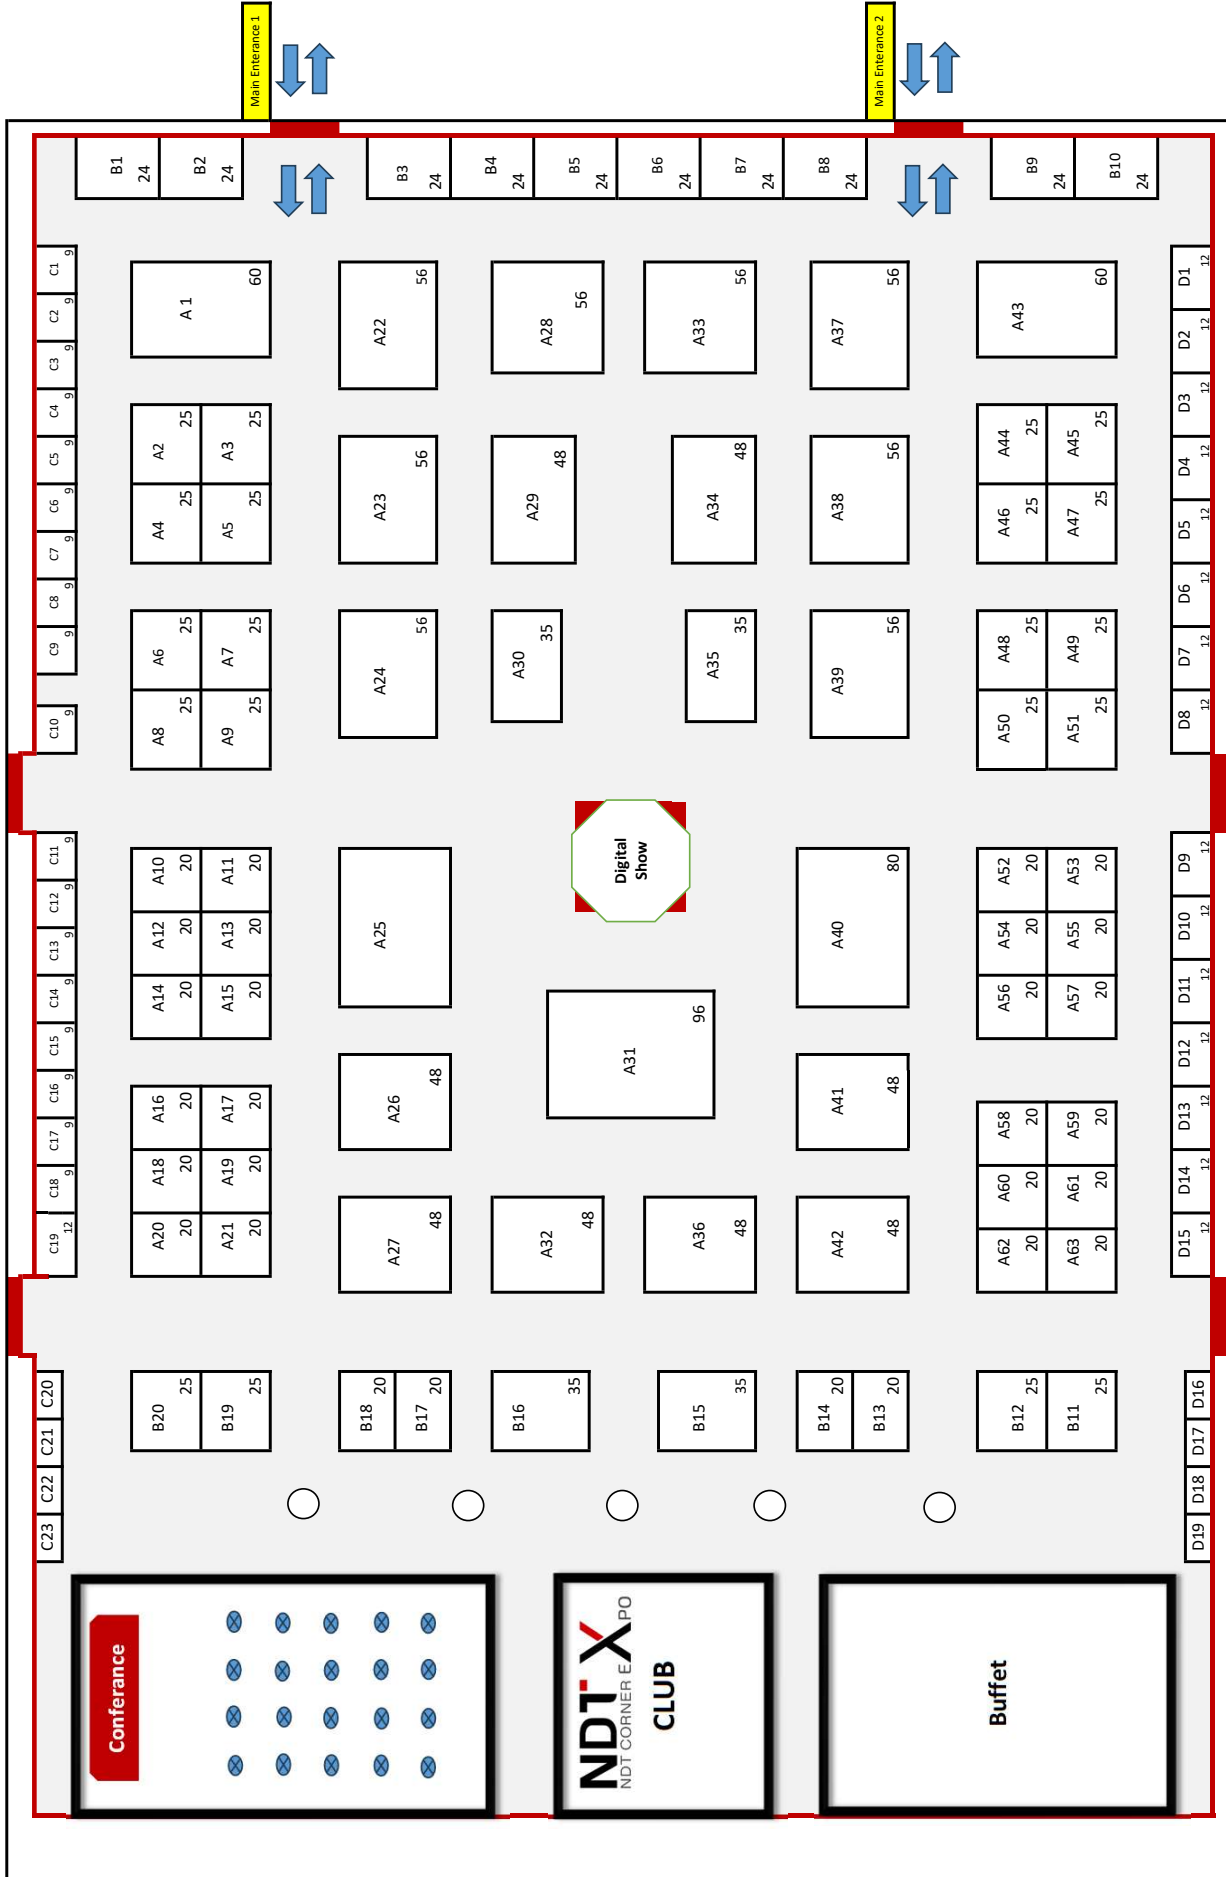 Main Enterance 1
Main Enterance 2
B1
24
B2
24
B3
24
B4
24
B5
24
B6
24
B7
24
B8
24
B9
24
B10
24
C1
9
C2
9
C3
9
C4
9
C5
9
C6
9
C7
9
C8
9
C9
9
C10
9
C11
9
C12
9
C13
9
C14
9
C15
9
C16
9
C17
9
C18
9
C19
12
C20
C21
C22
C23
A 1
60
A2
25
A3
25
A4
25
A5
25
A6
25
A7
25
A8
25
A9
25
A10
20
A11
20
A12
20
A13
20
A14
20
A15
20
A16
20
A17
20
A18
20
A19
20
A20
20
A21
20
A22
56
A23
56
A24
56
A25
A26
48
A27
48
A28
56
A29
48
A30
35
Digital
Show
A31
96
A32
48
A33
56
A34
48
A35
35
A36
48
A37
56
A38
56
A39
56
A40
80
A41
48
A42
48
A43
60
A44
25
A45
25
A46
25
A47
25
A48
25
A49
25
A50
25
A51
25
A52
20
A53
20
A54
20
A55
20
A56
20
A57
20
A58
20
A59
20
A60
20
A61
20
A62
20
A63
20
D1
12
D2
12
D3
12
D4
12
D5
12
D6
12
D7
12
D8
12
D9
12
D10
12
D11
12
D12
12
D13
12
D14
12
D15
12
D16
D17
D18
D19
B20
25
B19
25
B18
20
B17
20
B16
35
B15
35
B14
20
B13
20
B12
25
B11
25
Conferance
NDT X
NDT CORNER EXPO
CLUB
Buffet